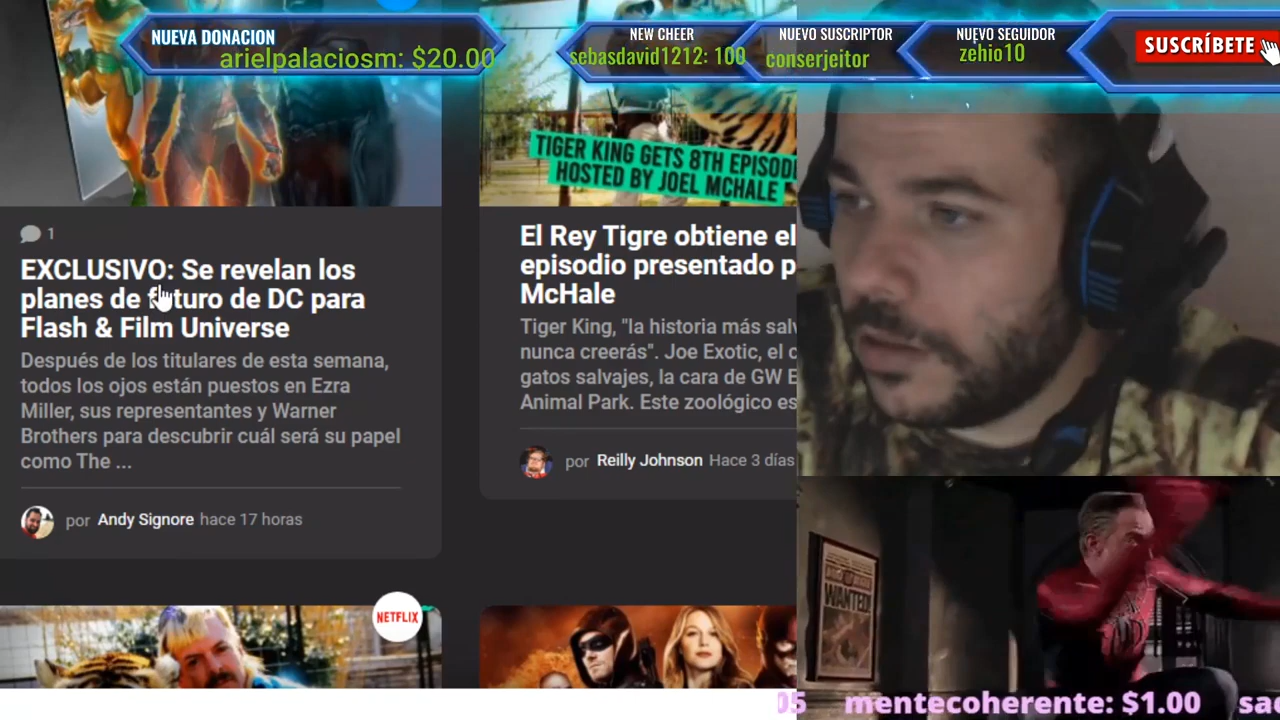 NUEVA DONACION
arielpalaciosm: $20.00
NEW CHEER
sebasdavid1212: 100
NUEVO SUSCRIPTOR
conserjeitor
NUEVO SEGUIDOR
zehio10
SUSCRÍBETE
TIGER KING GETS 8TH EPISODE
HOSTED BY JOEL MCHALE
1
EXCLUSIVO: Se revelan los
planes de futuro de DC para
Flash & Film Universe
Después de los titulares de esta semana,
todos los ojos están puestos en Ezra
Miller, sus representantes y Warner
Brothers para descubrir cuál será su papel
como The ...
por Andy Signore hace 17 horas
El Rey Tigre obtiene el
episodio presentado p
McHale
Tiger King, "la historia más salv
nunca creerás". Joe Exotic, el c
gatos salvajes, la cara de GW E
Animal Park. Este zoológico es
por Reilly Johnson Hace 3 días
NETFLIX
WANTED!
05 mentecoherente: $1.00 sac